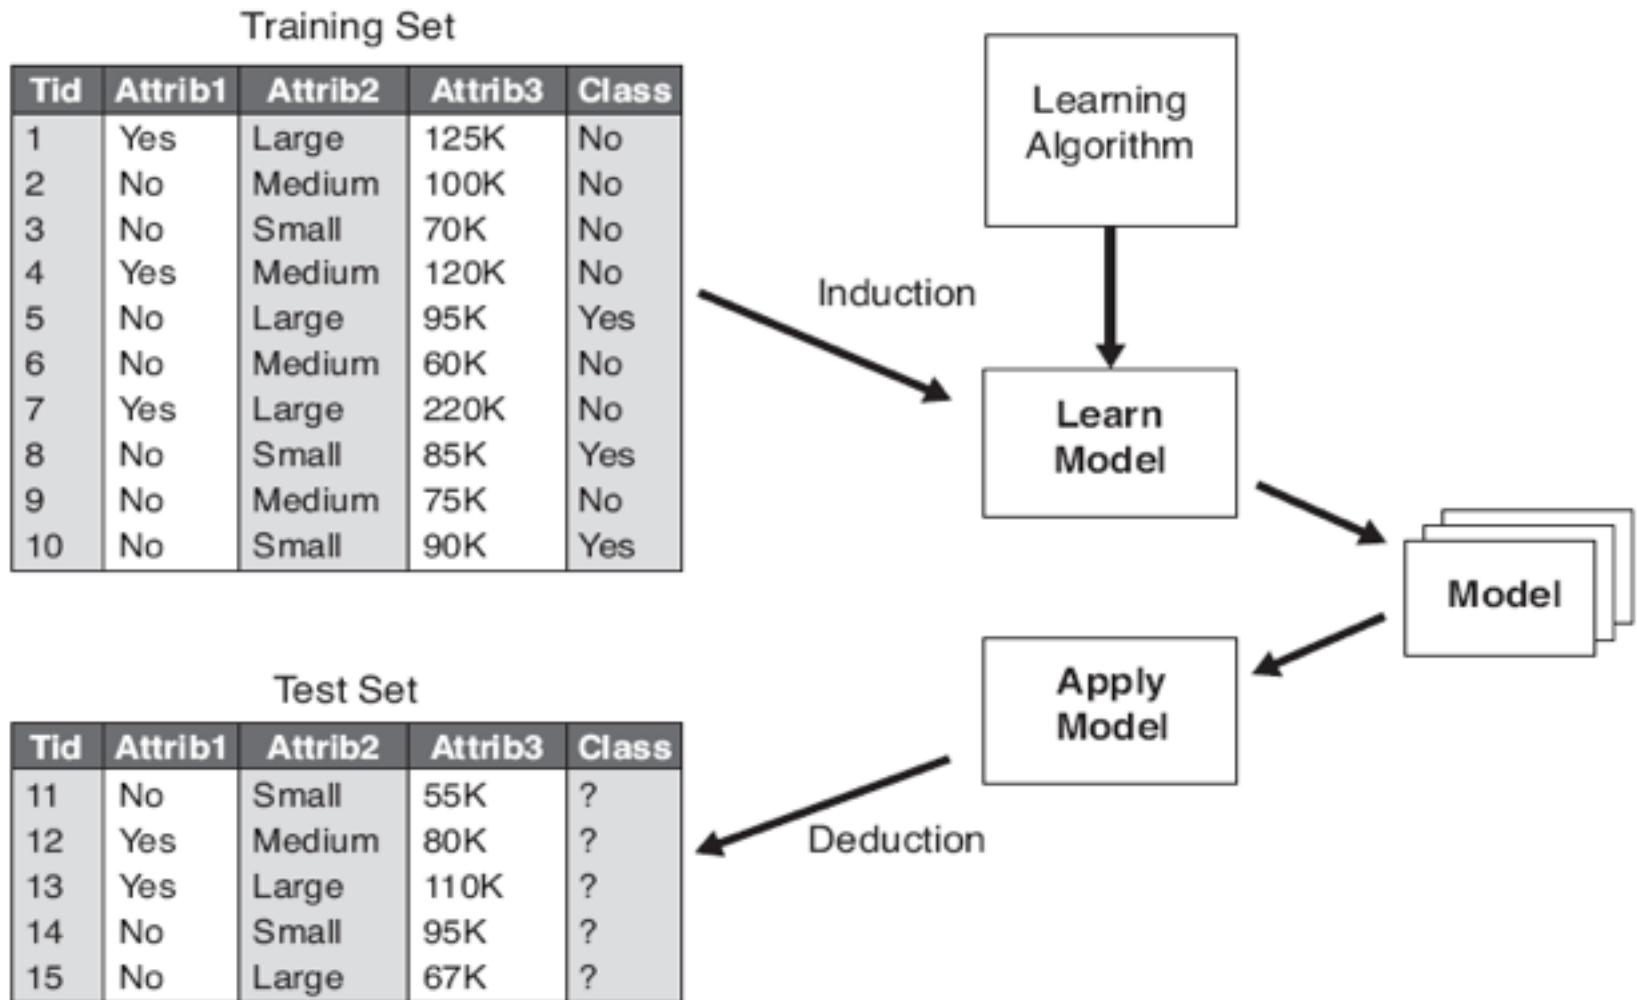 Training Set
Tid Attrib1 Attrib2 Attrib3 Class
1 Yes Large 125K No
2 No Medium 100K No
3 No Small 70K No
4 Yes Medium 120K No
5 No Large 95K Yes
6 No Medium 60K No
7 Yes Large 220K No
8 No Small 85K Yes
9 No Medium 75K No
10 No Small 90K Yes
Learning
Algorithm
Induction
Learn
Model
Model
Apply
Model
Deduction
Test Set
Tid Attrib1 Attrib2 Attrib3 Class
11 No Small 55K ?
12 Yes Medium 80K ?
13 Yes Large 110K ?
14 No Small 95K ?
15 No Large 67K ?